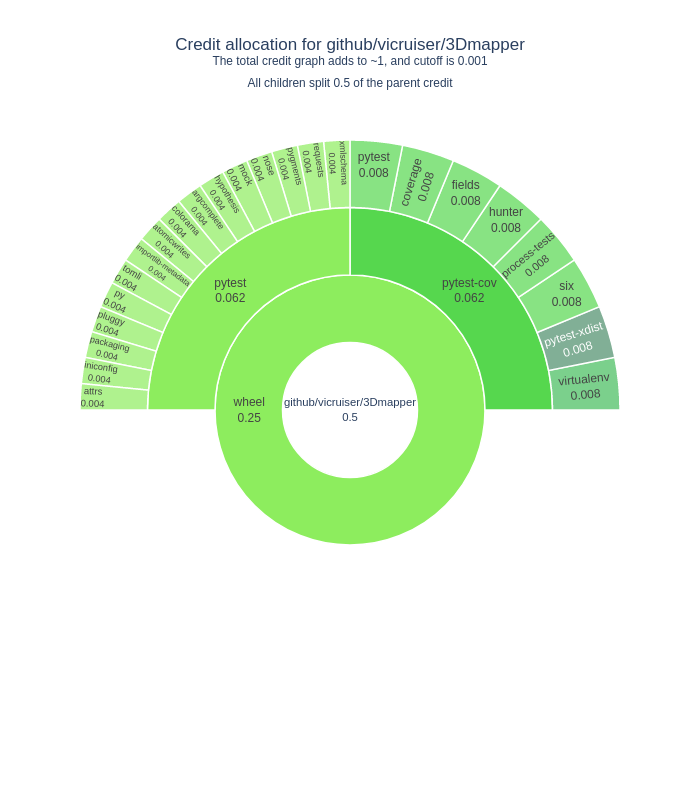 Credit allocation for github/vicruiser/3Dmapper
The total credit graph adds to ~1, and cutoff is 0.001
All children split 0.5 of the parent credit
github/vicruiser/3Dmapper
0.5
wheel
0.25
pytest
0.062
pytest-cov
0.062
attrs
0.004
iniconfig
0.004
packaging
0.004
pluggy
0.004
py
0.004
tomli
0.004
importlib-metadata
0.004
atomicwrites
0.004
colorama
0.004
argcomplete
0.004
hypothesis
0.004
mock
0.004
nose
0.004
pygments
0.004
requests
0.004
xmlschema
0.004
pytest
0.008
coverage
0.008
fields
0.008
hunter
0.008
process-tests
0.008
six
0.008
pytest-xdist
0.008
virtualenv
0.008